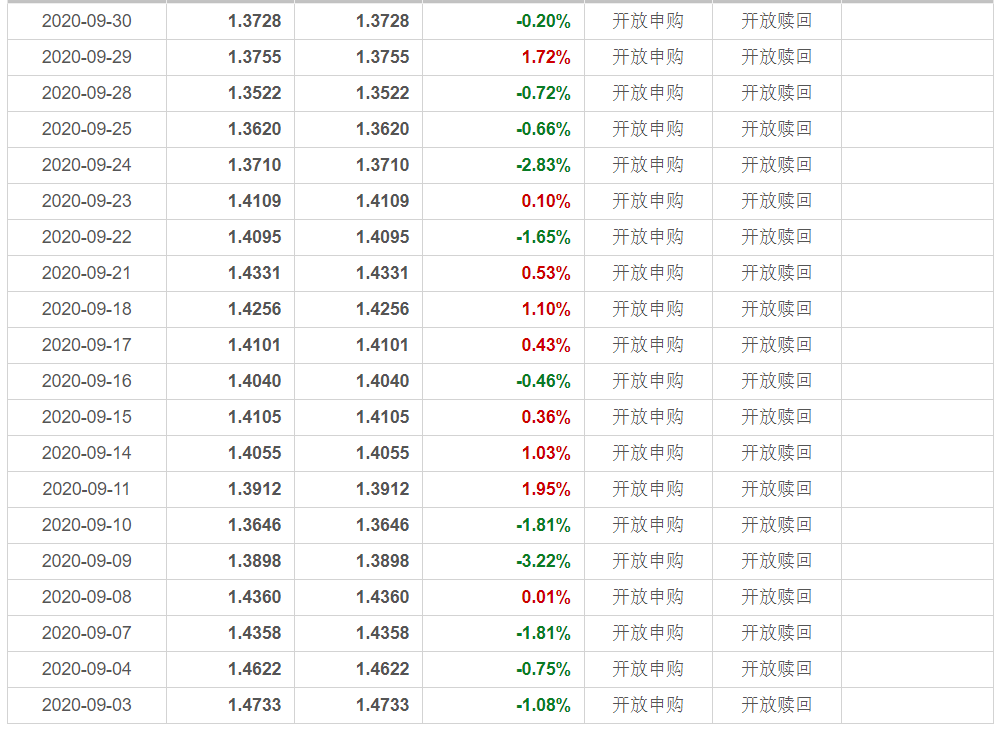 2020-09-30 1.3728 1.3728 -0.20% 开放申购 开放赎回
2020-09-29 1.3755 1.3755 1.72% 开放申购 开放赎回
2020-09-28 1.3522 1.3522 -0.72% 开放申购 开放赎回
2020-09-25 1.3620 1.3620 -0.66% 开放申购 开放赎回
2020-09-24 1.3710 1.3710 -2.83% 开放申购 开放赎回
2020-09-23 1.4109 1.4109 0.10% 开放申购 开放赎回
2020-09-22 1.4095 1.4095 -1.65% 开放申购 开放赎回
2020-09-21 1.4331 1.4331 0.53% 开放申购 开放赎回
2020-09-18 1.4256 1.4256 1.10% 开放申购 开放赎回
2020-09-17 1.4101 1.4101 0.43% 开放申购 开放赎回
2020-09-16 1.4040 1.4040 -0.46% 开放申购 开放赎回
2020-09-15 1.4105 1.4105 0.36% 开放申购 开放赎回
2020-09-14 1.4055 1.4055 1.03% 开放申购 开放赎回
2020-09-11 1.3912 1.3912 1.95% 开放申购 开放赎回
2020-09-10 1.3646 1.3646 -1.81% 开放申购 开放赎回
2020-09-09 1.3898 1.3898 -3.22% 开放申购 开放赎回
2020-09-08 1.4360 1.4360 0.01% 开放申购 开放赎回
2020-09-07 1.4358 1.4358 -1.81% 开放申购 开放赎回
2020-09-04 1.4622 1.4622 -0.75% 开放申购 开放赎回
2020-09-03 1.4733 1.4733 -1.08% 开放申购 开放赎回